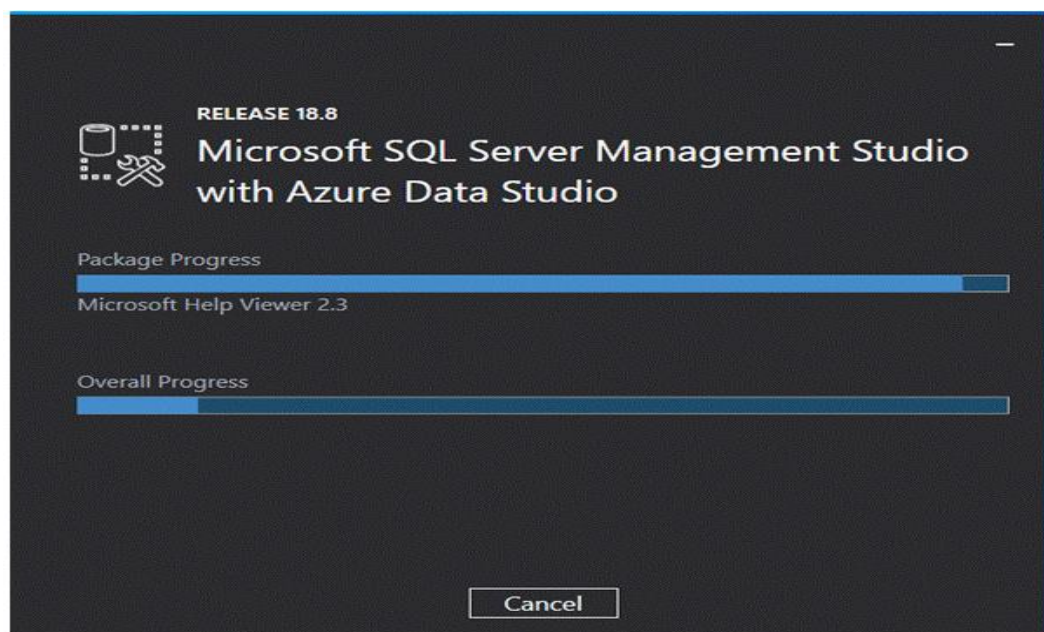 RELEASE 18.8
Microsoft SQL Server Management Studio
with Azure Data Studio
Package Progress
Microsoft Help Viewer 2.3
Overall Progress
Cancel